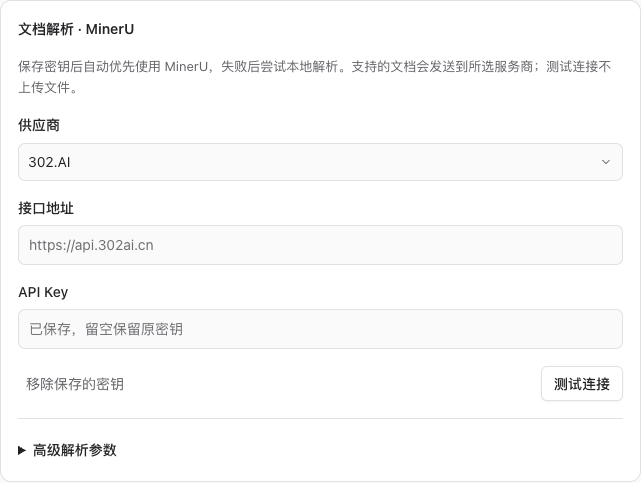 文档解析 · MinerU
保存密钥后自动优先使用 MinerU，失败后尝试本地解析。支持的文档会发送到所选服务商；测试连接不
上传文件。
供应商
302.AI
接口地址
https://api.302ai.cn
API Key
已保存，留空保留原密钥
移除保存的密钥
测试连接
高级解析参数